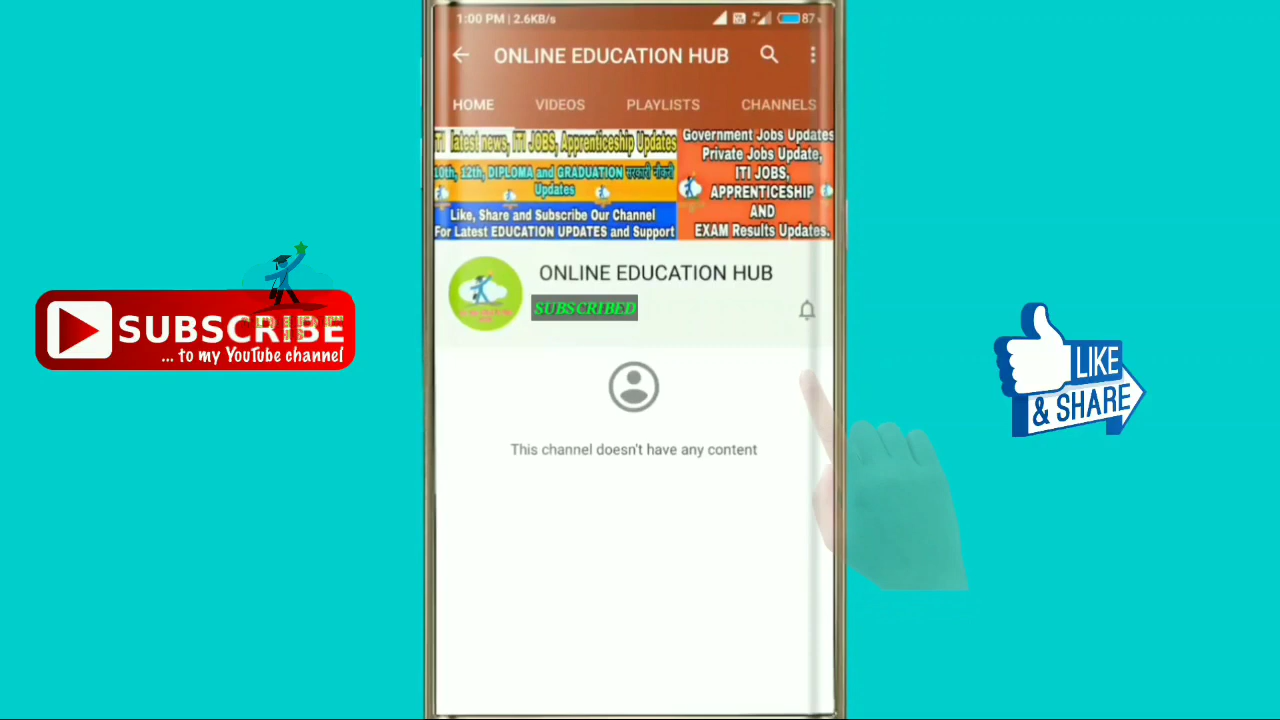 1:00 PM | 2.6KB/s
87
ONLINE EDUCATION HUB
HOME VIDEOS PLAYLISTS CHANNELS
TI latest news, ITI JOBS, Apprenticeship Updates
10th, 12th, DIPLOMA and GRADUATION सरकारी नौकरी
Updates
Like, Share and Subscribe Our Channel
For Latest EDUCATION UPDATES and Support
Government Jobs Updates
Private Jobs Update,
ITI JOBS,
APPRENTICESHIP
AND
EXAM Results Updates.
ONLINE EDUCATION HUB
SUBSCRIBED
This channel doesn't have any content
SUBSCRIBE
... to my YouTube channel
LIKE
& SHARE